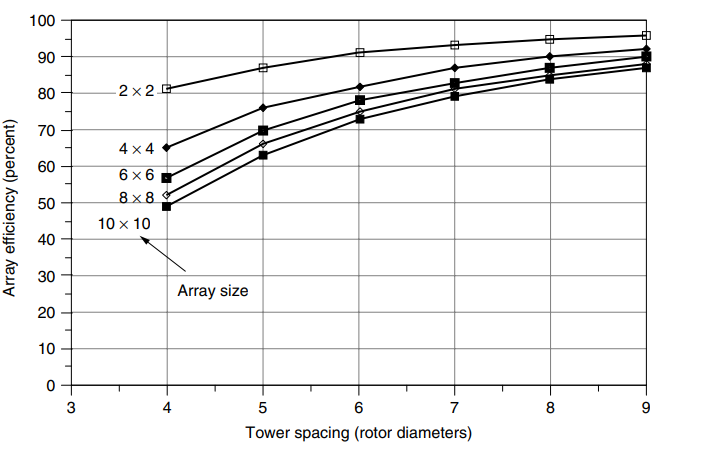 100
90
80
70
60
50
40
30
20
10
0
Array efficiency (percent)
2 × 2
4 × 4
6 × 6
8 × 8
10 × 10
Array size
3 4 5 6 7 8 9
Tower spacing (rotor diameters)